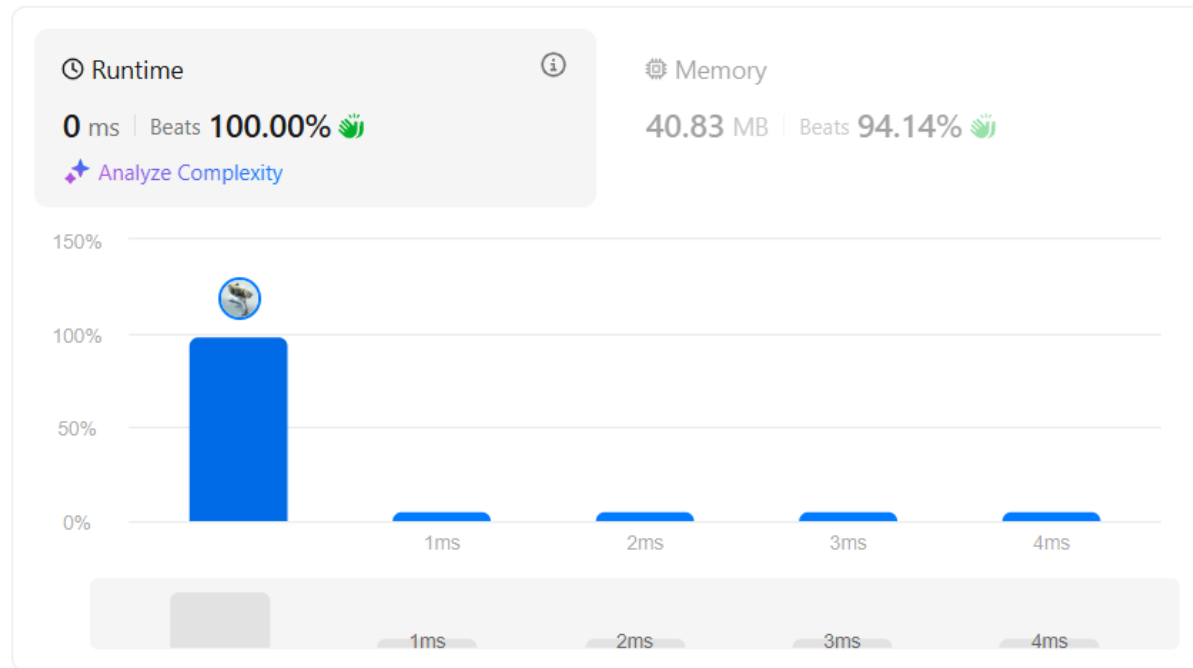 Runtime
0 ms Beats 100.00%
Analyze Complexity
Memory
40.83 MB Beats 94.14%
150%
100%
50%
0%
1ms 2ms 3ms 4ms
1ms 2ms 3ms 4ms